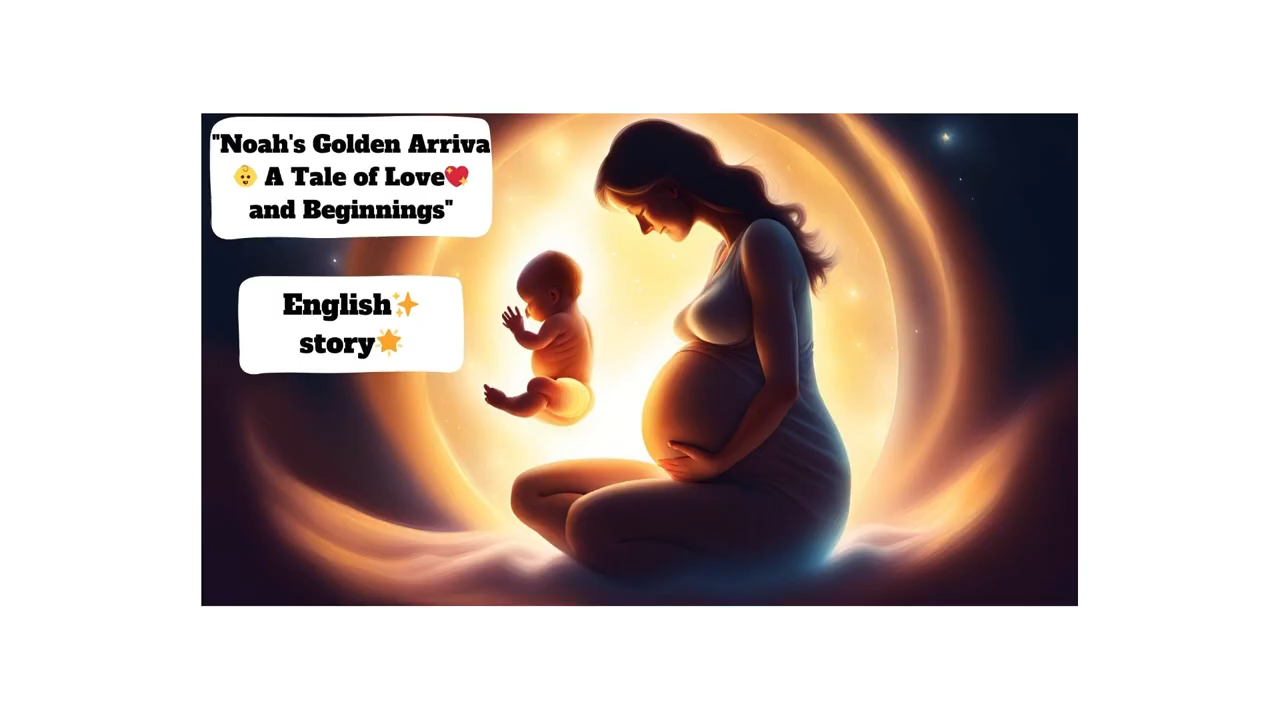 "Noah's Golden Arriva
👶 A Tale of Love💖
and Beginnings"
English✨
story🌟